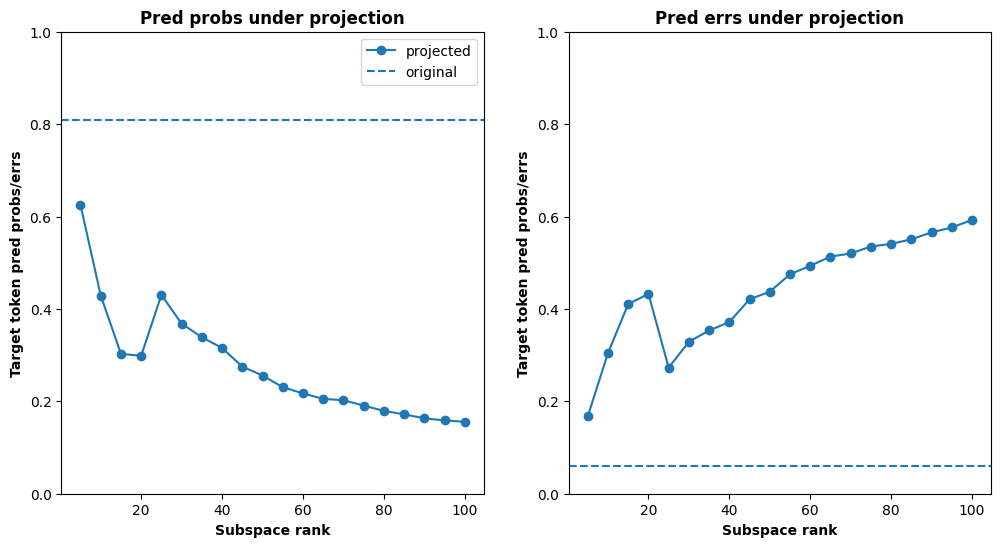 Pred probs under projection
Target token pred probs/errs
1.0
0.8
0.6
0.4
0.2
0.0
projected
original
20
40
60
80
100
Subspace rank
Pred errs under projection
Target token pred probs/errs
1.0
0.8
0.6
0.4
0.2
0.0
20
40
60
80
100
Subspace rank